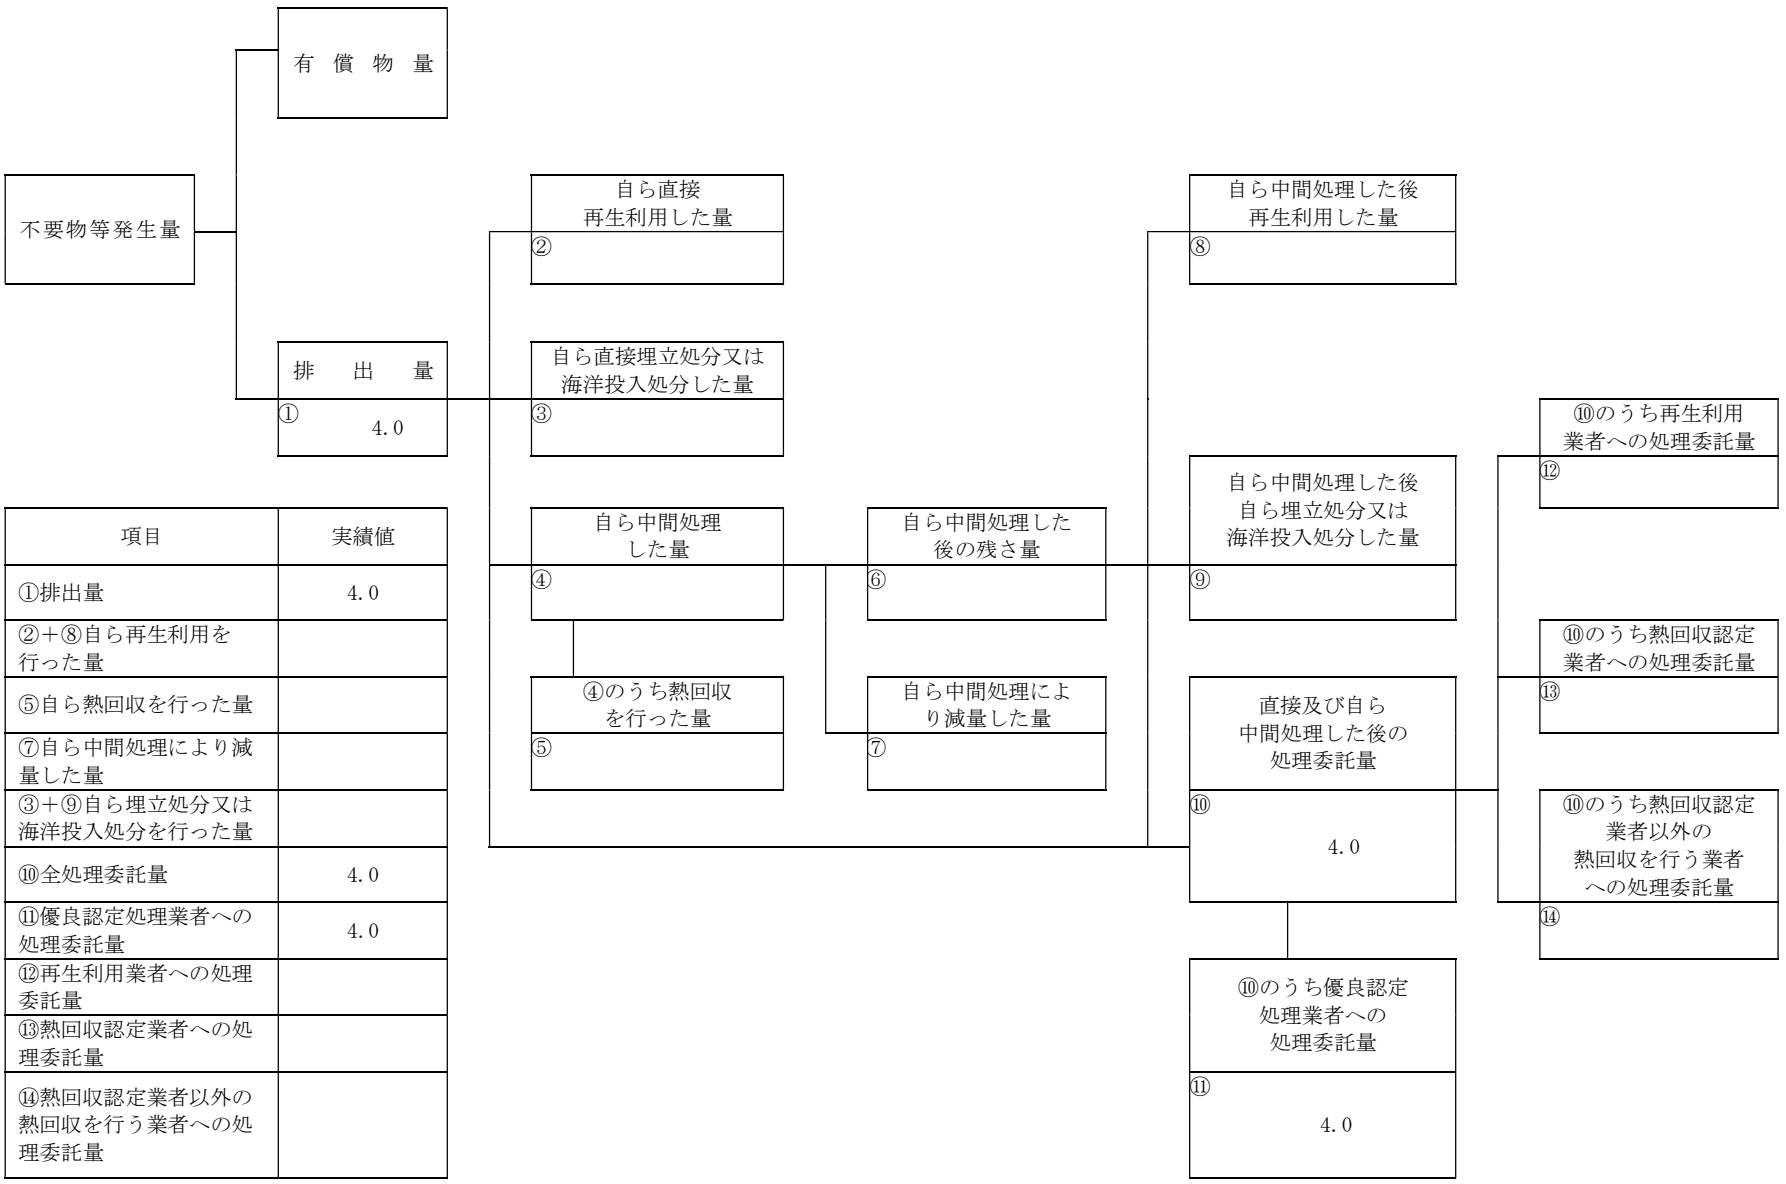 有償物量
不要物等発生量
自ら直接
再生利用した量
②
自ら中間処理した後
再生利用した量
⑧
排出量
①
4.0
自ら直接埋立処分又は
海洋投入処分した量
③
⑩のうち再生利用
業者への処理委託量
⑫
自ら中間処理
した量
④
自ら中間処理した
後の残さ量
⑥
自ら中間処理した後
自ら埋立処分又は
海洋投入処分した量
⑨
④のうち熱回収
を行った量
⑤
自ら中間処理によ
り減量した量
⑦
直接及び自ら
中間処理した後の
処理委託量
⑩
4.0
⑩のうち熱回収認定
業者への処理委託量
⑬
⑩のうち熱回収認定
業者以外の
熱回収を行う業者
への処理委託量
⑭
⑩のうち優良認定
処理業者への
処理委託量
⑪
4.0
項目 実績値
①排出量 4.0
②+⑧自ら再生利用を
行った量
⑤自ら熱回収を行った量
⑦自ら中間処理により減
量した量
③+⑨自ら埋立処分又は
海洋投入処分を行った量
⑩全処理委託量 4.0
⑪優良認定処理業者への
処理委託量 4.0
⑫再生利用業者への処理
委託量
⑬熱回収認定業者への処
理委託量
⑭熱回収認定業者以外の
熱回収を行う業者への処
理委託量